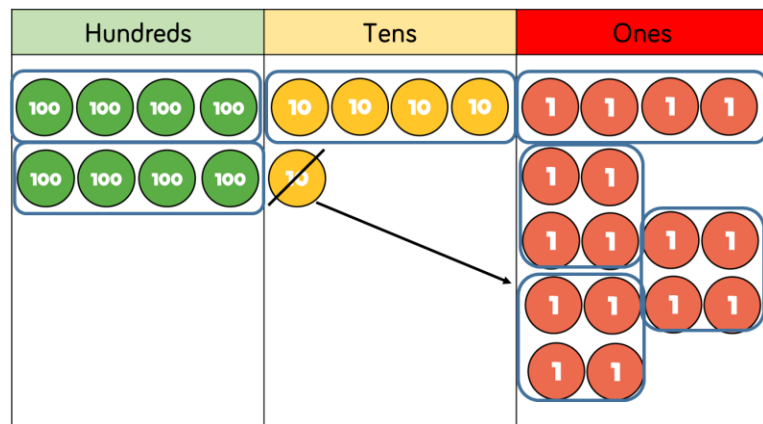 Hundreds Tens Ones
100 100 100 100 10 10 10 10 1 1 1 1
100 100 100 100 10 1 1
1 1 1 1
1 1 1 1
1 1